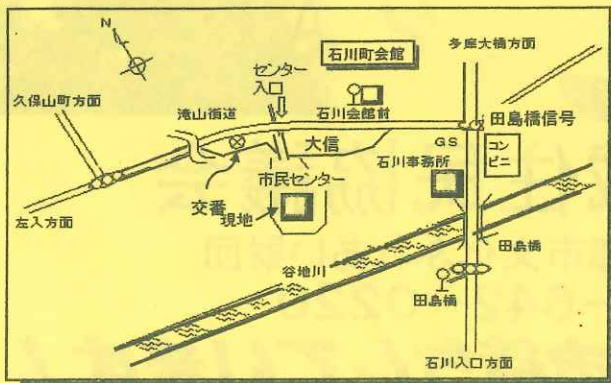 N
多摩大橋方面
石川町会館
センター
入口
久保山町方面
滝山街道
石川会館前
田島橋信号
大信
GS
コン
ビニ
石川事務所
市民センター
交番
現地
左入方面
田島橋
谷地川
田島橋
石川入口方面